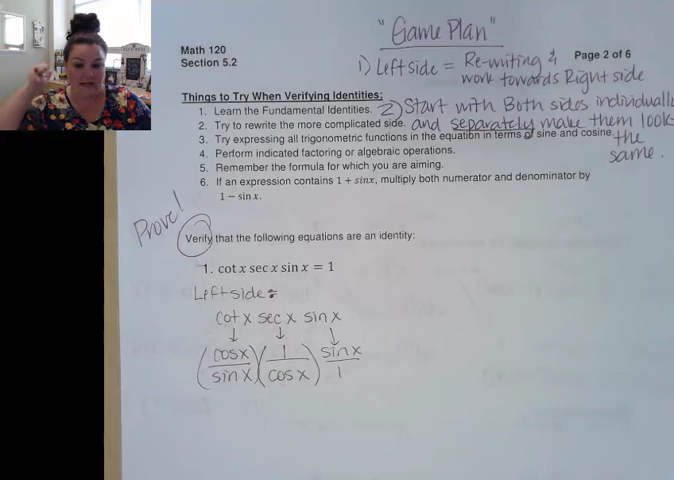 "Game Plan"
Math 120
Section 5.2
Page 2 of 6
1) Left side = Re-writing &
work towards Right side
Things to Try When Verifying Identities:
1. Learn the Fundamental Identities.
2) Start with Both sides individually
2. Try to rewrite the more complicated side.
and separately make them look
3. Try expressing all trigonometric functions in the equation in terms of sine and cosine.
the
4. Perform indicated factoring or algebraic operations.
same.
5. Remember the formula for which you are aiming.
6. If an expression contains 1 + sinx, multiply both numerator and denominator by
1 − sin x.
Prove!
Verify that the following equations are an identity:
1. cot x sec x sin x = 1
Left side =
cot x sec x sin x
↓ ↓ ↓
(cos x / sin x) (1 / cos x) sin x / 1